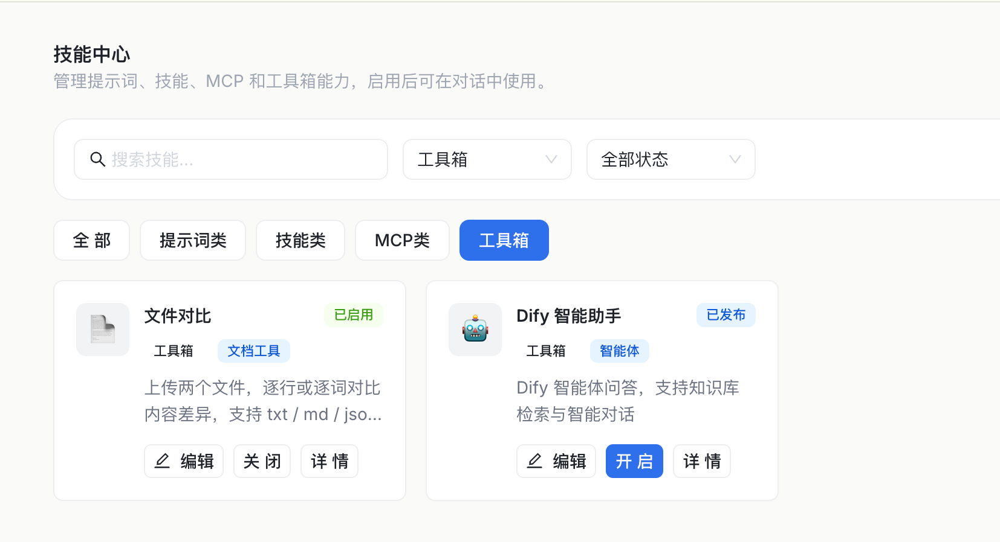 技能中心
管理提示词、技能、MCP 和工具箱能力，启用后可在对话中使用。
搜索技能...
工具箱
全部状态
全部
提示词类
技能类
MCP类
工具箱
文件对比
已启用
工具箱
文档工具
上传两个文件，逐行或逐词对比
内容差异，支持 txt / md / jso...
编辑
关闭
详情
Dify 智能助手
已发布
工具箱
智能体
Dify 智能体问答，支持知识库
检索与智能对话
编辑
开启
详情